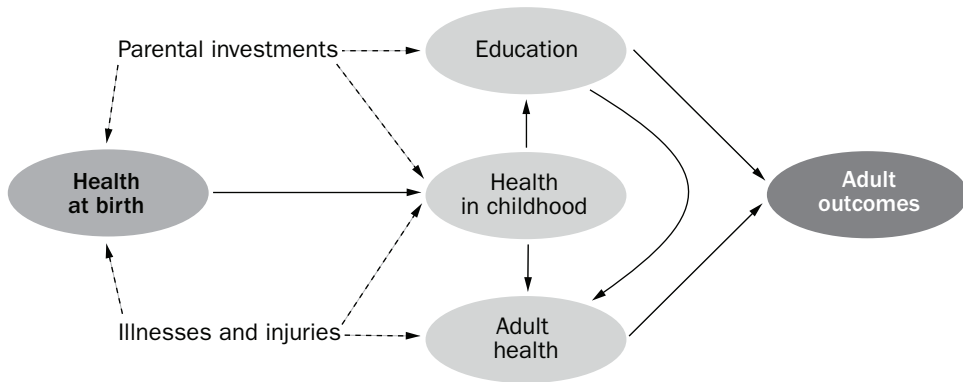 Parental investments
Education
Health
at birth
Health
in childhood
Adult
outcomes
Illnesses and injuries
Adult
health